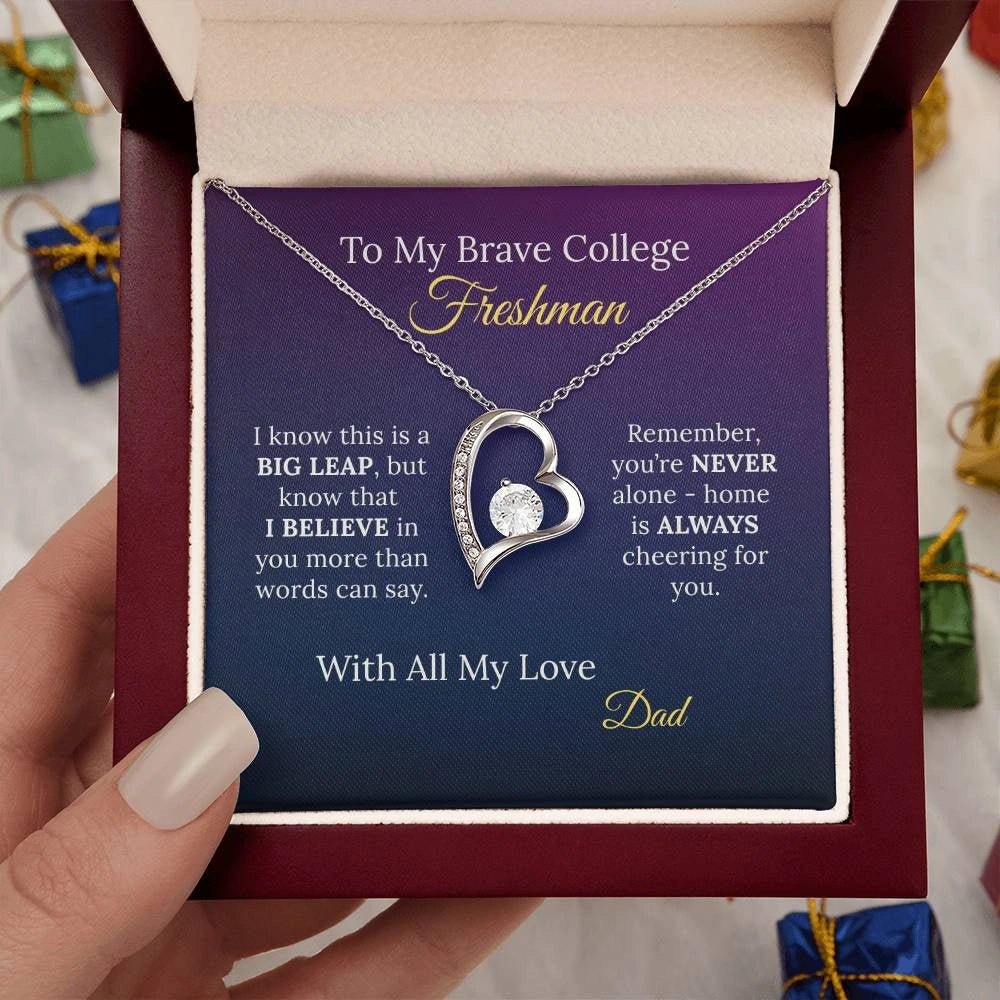 To My Brave College
Freshman
I know this is a
BIG LEAP, but
know that
I BELIEVE in
you more than
words can say.
Remember,
you’re NEVER
alone - home
is ALWAYS
cheering for
you.
With All My Love
Dad